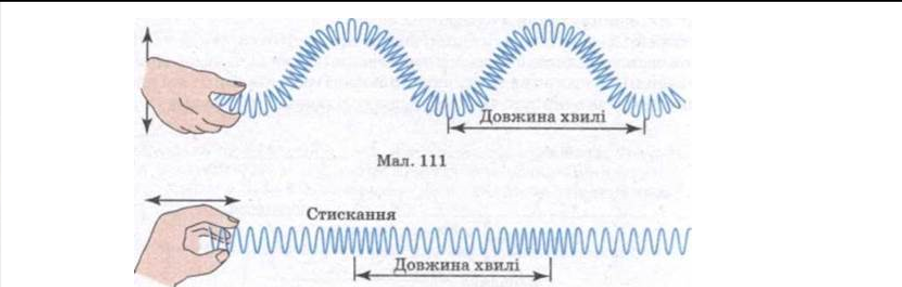 Довжина хвилі
Мал. 111
Стискання
Довжина хвилі